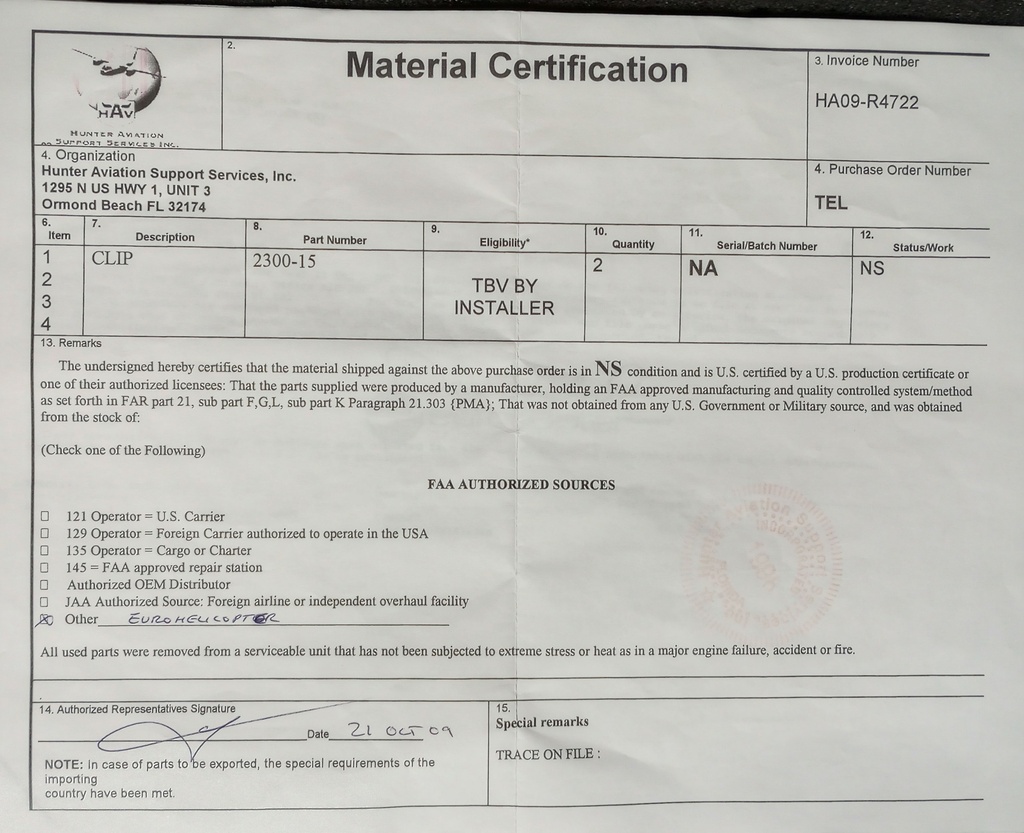 HAVI
HUNTER AVIATION
SUPPORT SERVICES INC.
2.
Material Certification
3. Invoice Number
HA09-R4722
4. Organization
Hunter Aviation Support Services, Inc.
1295 N US HWY 1, UNIT 3
Ormond Beach FL 32174
4. Purchase Order Number
TEL
6. Item
7. Description
8. Part Number
9. Eligibility*
10. Quantity
11. Serial/Batch Number
12. Status/Work
1 CLIP 2300-15 2 NA NS
2
3
4
TBV BY
INSTALLER
13. Remarks
The undersigned hereby certifies that the material shipped against the above purchase order is in NS condition and is U.S. certified by a U.S. production certificate or
one of their authorized licensees: That the parts supplied were produced by a manufacturer, holding an FAA approved manufacturing and quality controlled system/method
as set forth in FAR part 21, sub part F,G,L, sub part K Paragraph 21.303 {PMA}; That was not obtained from any U.S. Government or Military source, and was obtained
from the stock of:
(Check one of the Following)
FAA AUTHORIZED SOURCES
121 Operator = U.S. Carrier
129 Operator = Foreign Carrier authorized to operate in the USA
135 Operator = Cargo or Charter
145 = FAA approved repair station
Authorized OEM Distributor
JAA Authorized Source: Foreign airline or independent overhaul facility
Other EUROHELICOPTER
All used parts were removed from a serviceable unit that has not been subjected to extreme stress or heat as in a major engine failure, accident or fire.
14. Authorized Representatives Signature
Date 21 OCT 09
NOTE: In case of parts to be exported, the special requirements of the
importing
country have been met.
15.
Special remarks
TRACE ON FILE :